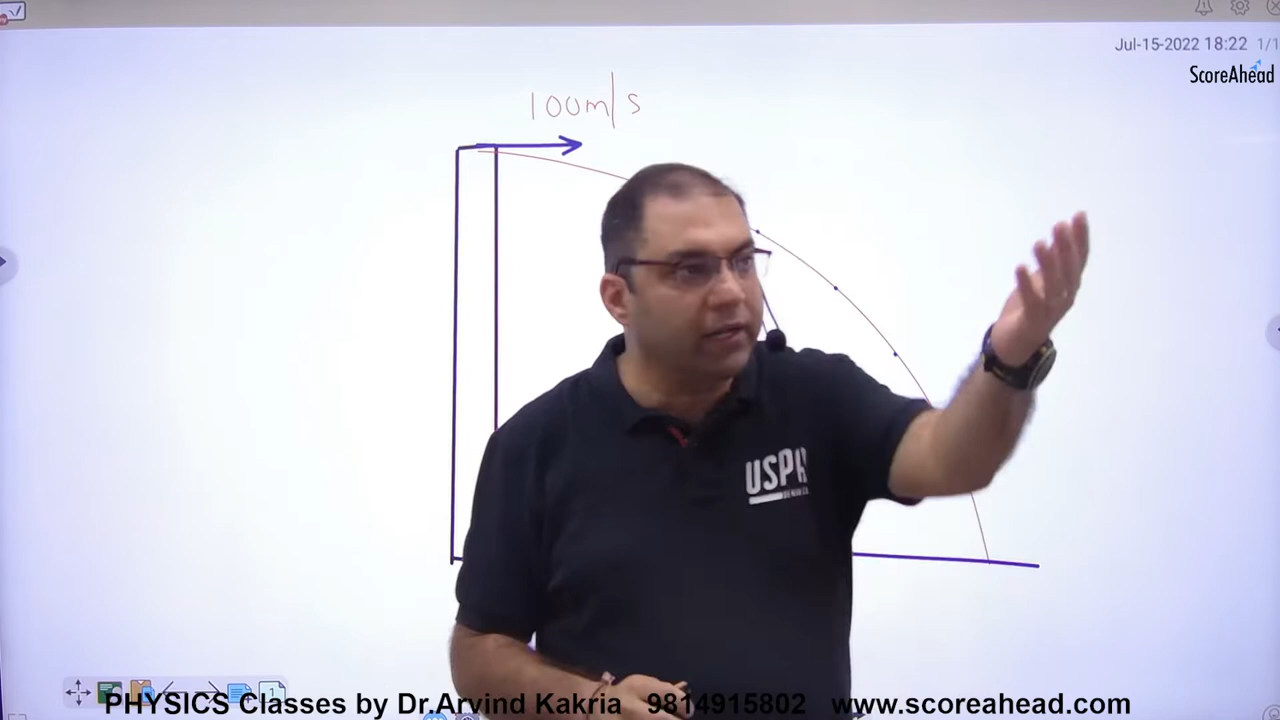 Jul-15-2022 18:22 1/1
ScoreAhead
100m/s
USPA
PHYSICS Classes by Dr.Arvind Kakria 9814915802 www.scoreahead.com